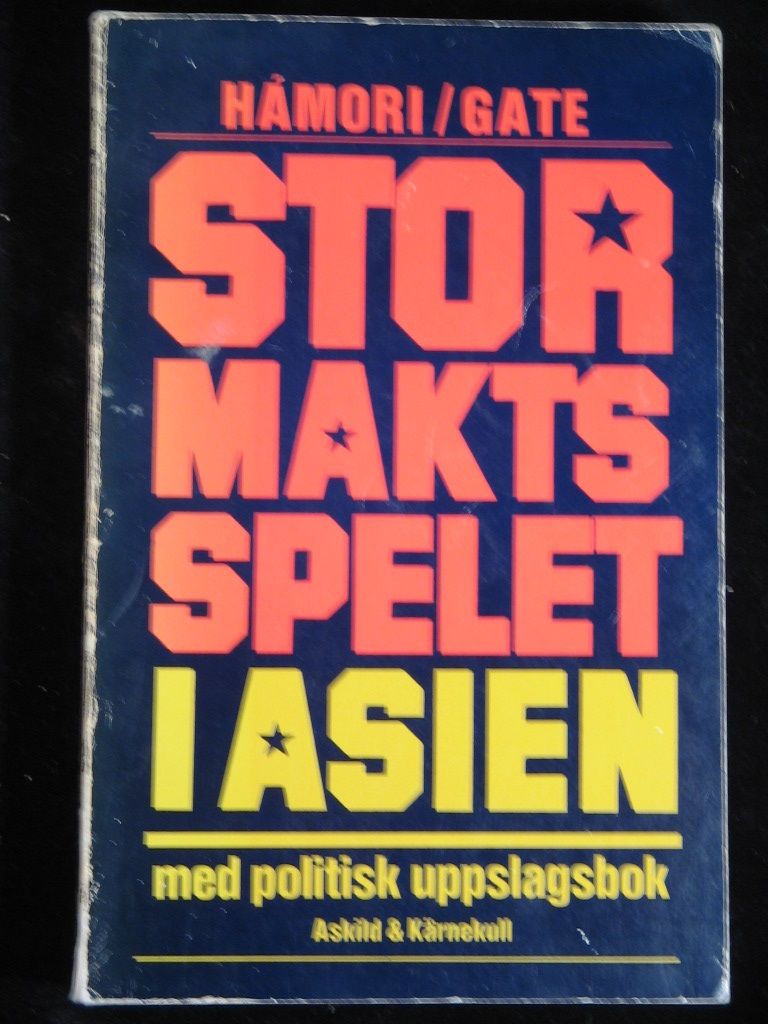 HÁMORI/GATE
STOR
MAKTS
SPELET
I ASIEN
med politisk uppslagsbok
Askild & Kärnekull